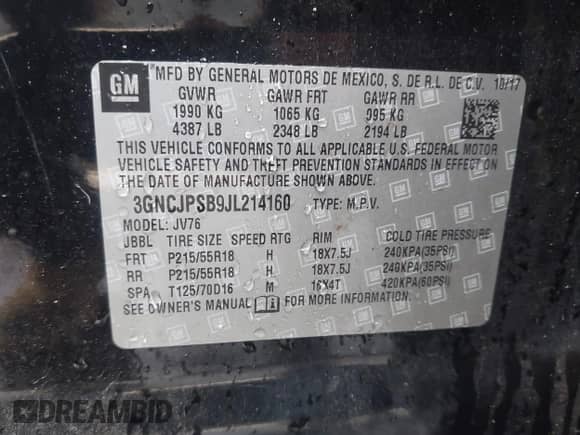 GM
MFD BY GENERAL MOTORS DE MEXICO, S. DE R.L. DE C.V. 10/17
GVWR GAWR FRT GAWR RR
1990 KG 1065 KG 995 KG
4387 LB 2348 LB 2194 LB
THIS VEHICLE CONFORMS TO ALL APPLICABLE U.S. FEDERAL MOTOR
VEHICLE SAFETY AND THEFT PREVENTION STANDARDS IN EFFECT ON
THE DATE OF MANUFACTURE SHOWN ABOVE.
3GNCJPSB9JL214160 TYPE: M.P.V.
MODEL: JV76
JBBL TIRE SIZE SPEED RTG RIM COLD TIRE PRESSURE
FRT P215/55R18 H 18X7.5J 240KPA(35PSI)
RR P215/55R18 H 18X7.5J 240KPA(35PSI)
SPA T125/70D16 M 16X4T 420KPA(60PSI)
SEE OWNER'S MANUAL FOR MORE INFORMATION.
DREAMBID